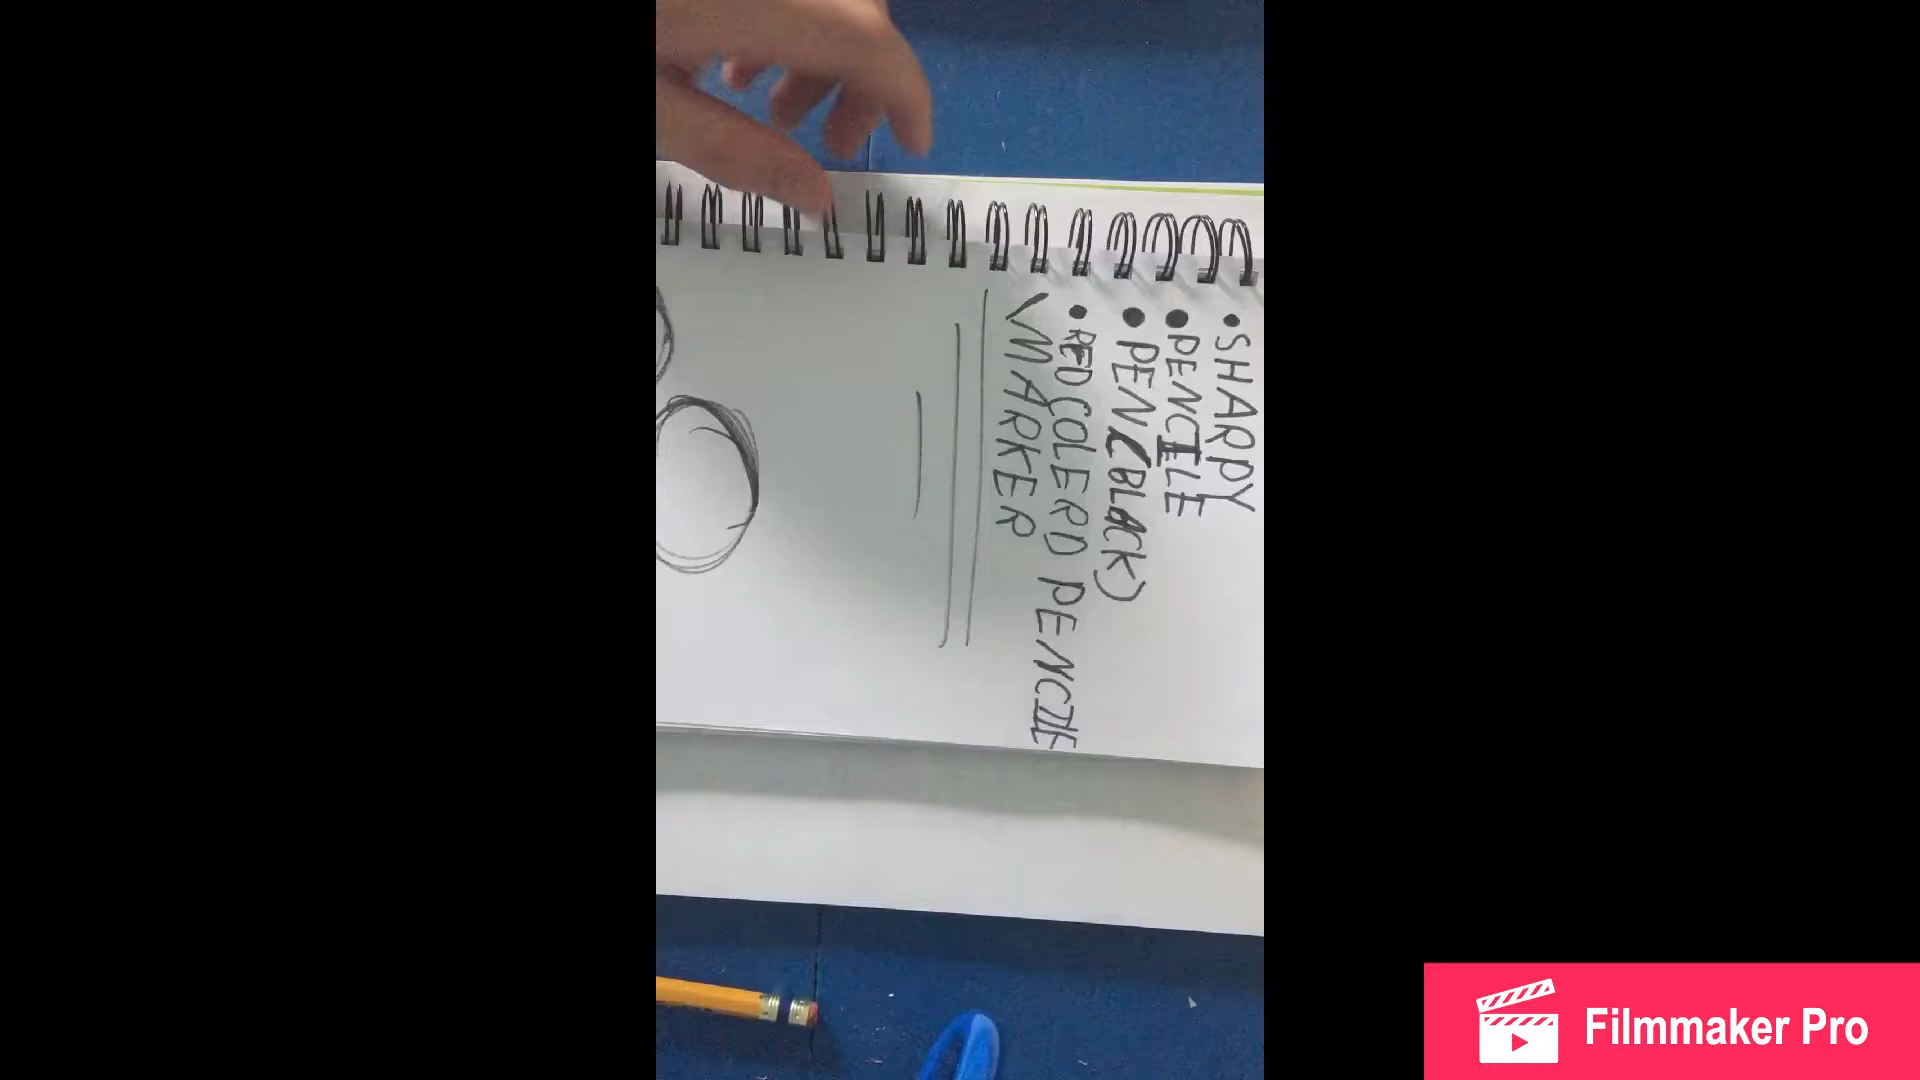 • SHARPY
• PENCILE
• PEN(BLACK)
• RED COLERD PENCILE
MARKER
Filmmaker Pro